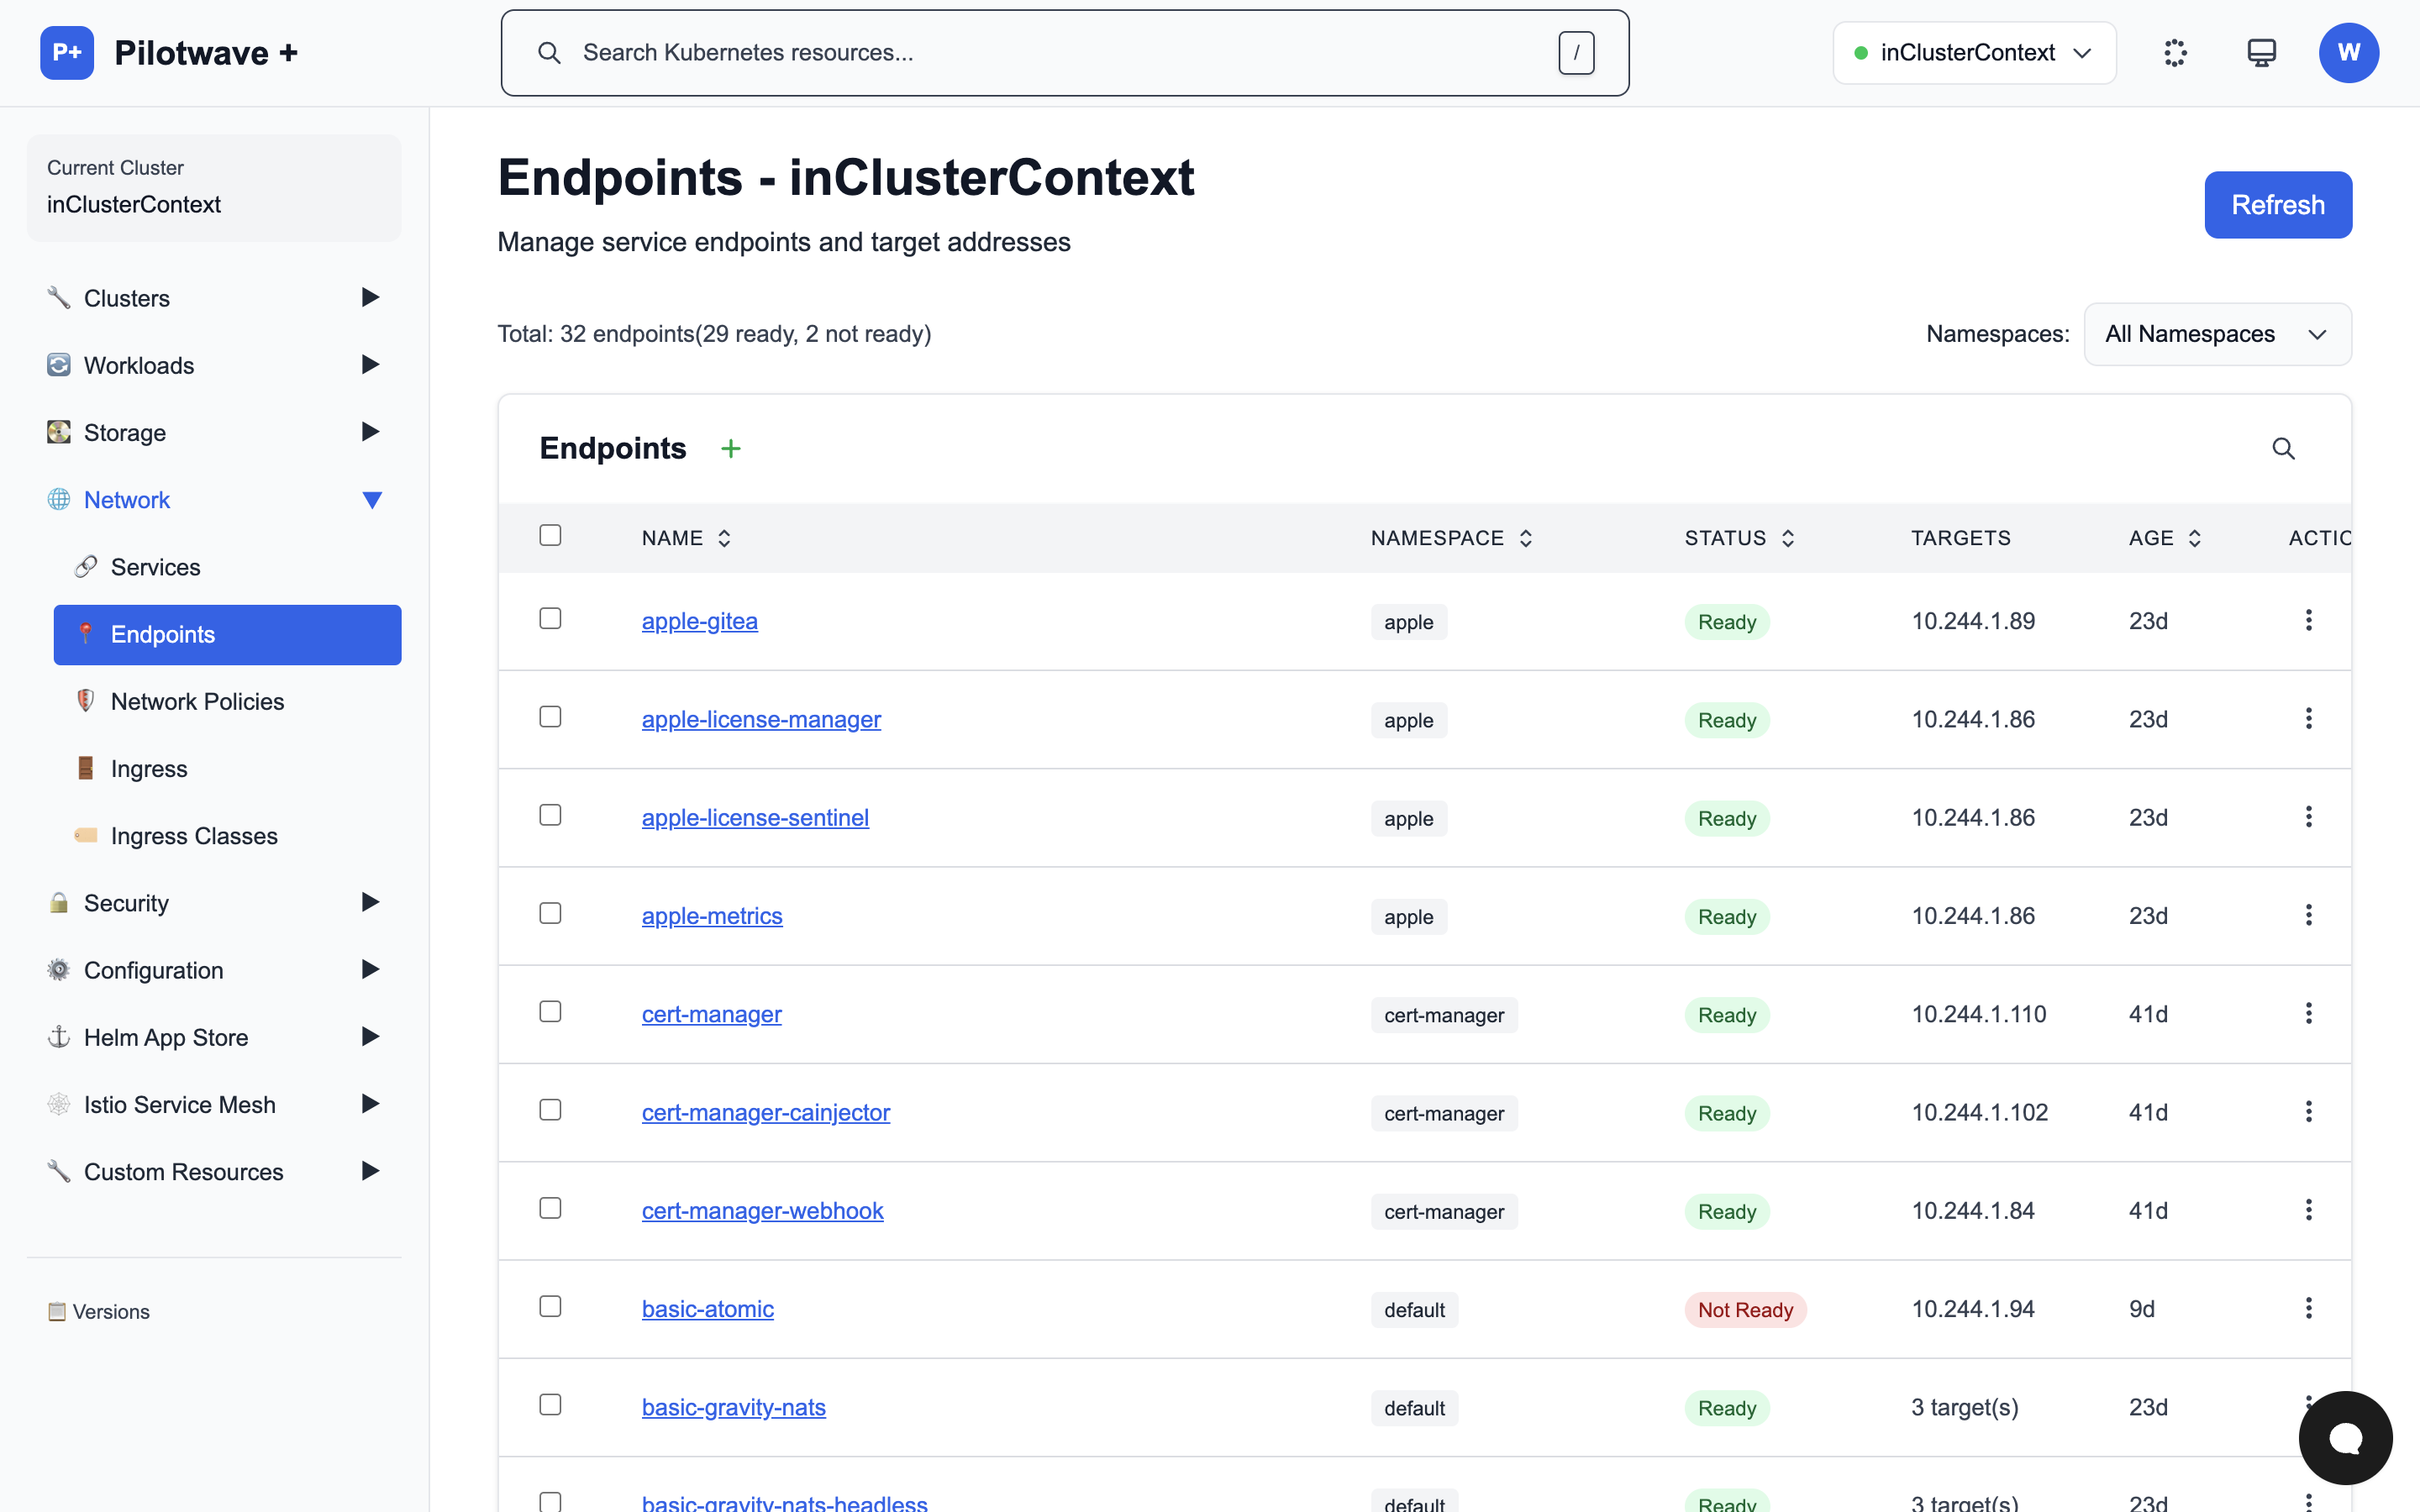 P+ Pilotwave +
Search Kubernetes resources... /
inClusterContext
W
Current Cluster
inClusterContext
Clusters
Workloads
Storage
Network
Services
Endpoints
Network Policies
Ingress
Ingress Classes
Security
Configuration
Helm App Store
Istio Service Mesh
Custom Resources
Versions
Endpoints - inClusterContext
Manage service endpoints and target addresses
Refresh
Total: 32 endpoints(29 ready, 2 not ready)
Namespaces: All Namespaces
Endpoints +
NAME NAMESPACE STATUS TARGETS AGE ACTIC
apple-gitea apple Ready 10.244.1.89 23d
apple-license-manager apple Ready 10.244.1.86 23d
apple-license-sentinel apple Ready 10.244.1.86 23d
apple-metrics apple Ready 10.244.1.86 23d
cert-manager cert-manager Ready 10.244.1.110 41d
cert-manager-cainjector cert-manager Ready 10.244.1.102 41d
cert-manager-webhook cert-manager Ready 10.244.1.84 41d
basic-atomic default Not Ready 10.244.1.94 9d
basic-gravity-nats default Ready 3 target(s) 23d
basic-gravity-nats-headless default Ready 3 target(s) 23d